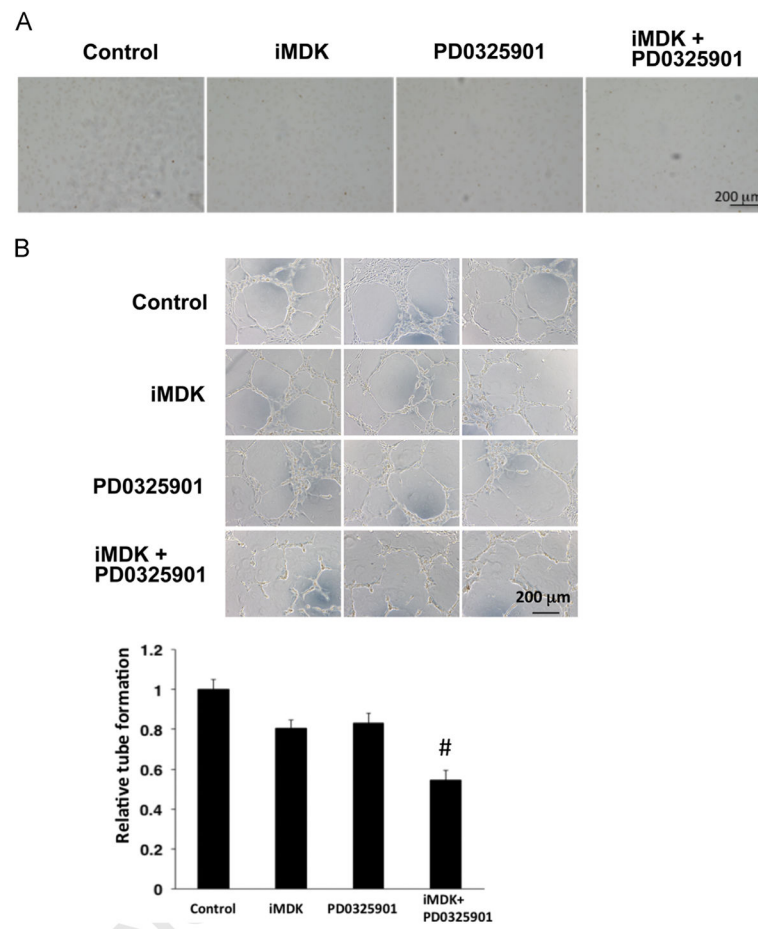 A
Control
iMDK
PD0325901
iMDK +
PD0325901
200 μm
B
Control
iMDK
PD0325901
iMDK +
PD0325901
200 μm
1.2
1
0.8
0.6
0.4
0.2
0
Relative tube formation
#
Control
iMDK
PD0325901
iMDK+
PD0325901